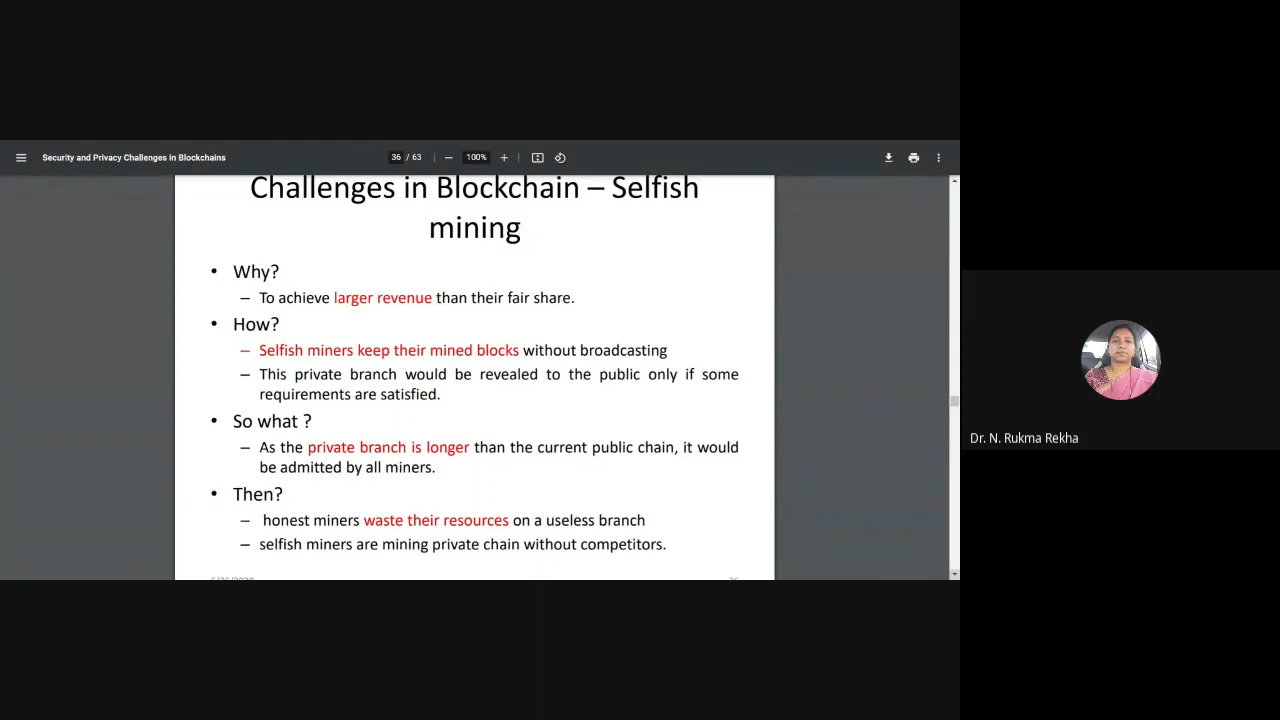 Security and Privacy Challenges in Blockchains
36 / 63
100%
Challenges in Blockchain – Selfish
mining
• Why?
– To achieve larger revenue than their fair share.
• How?
– Selfish miners keep their mined blocks without broadcasting
– This private branch would be revealed to the public only if some
requirements are satisfied.
• So what ?
– As the private branch is longer than the current public chain, it would
be admitted by all miners.
• Then?
– honest miners waste their resources on a useless branch
– selfish miners are mining private chain without competitors.
Dr. N. Rukma Rekha